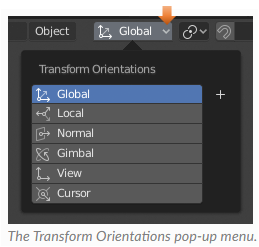 Object Global
Transform Orientations
Global
Local
Normal
Gimbal
View
Cursor
The Transform Orientations pop-up menu.